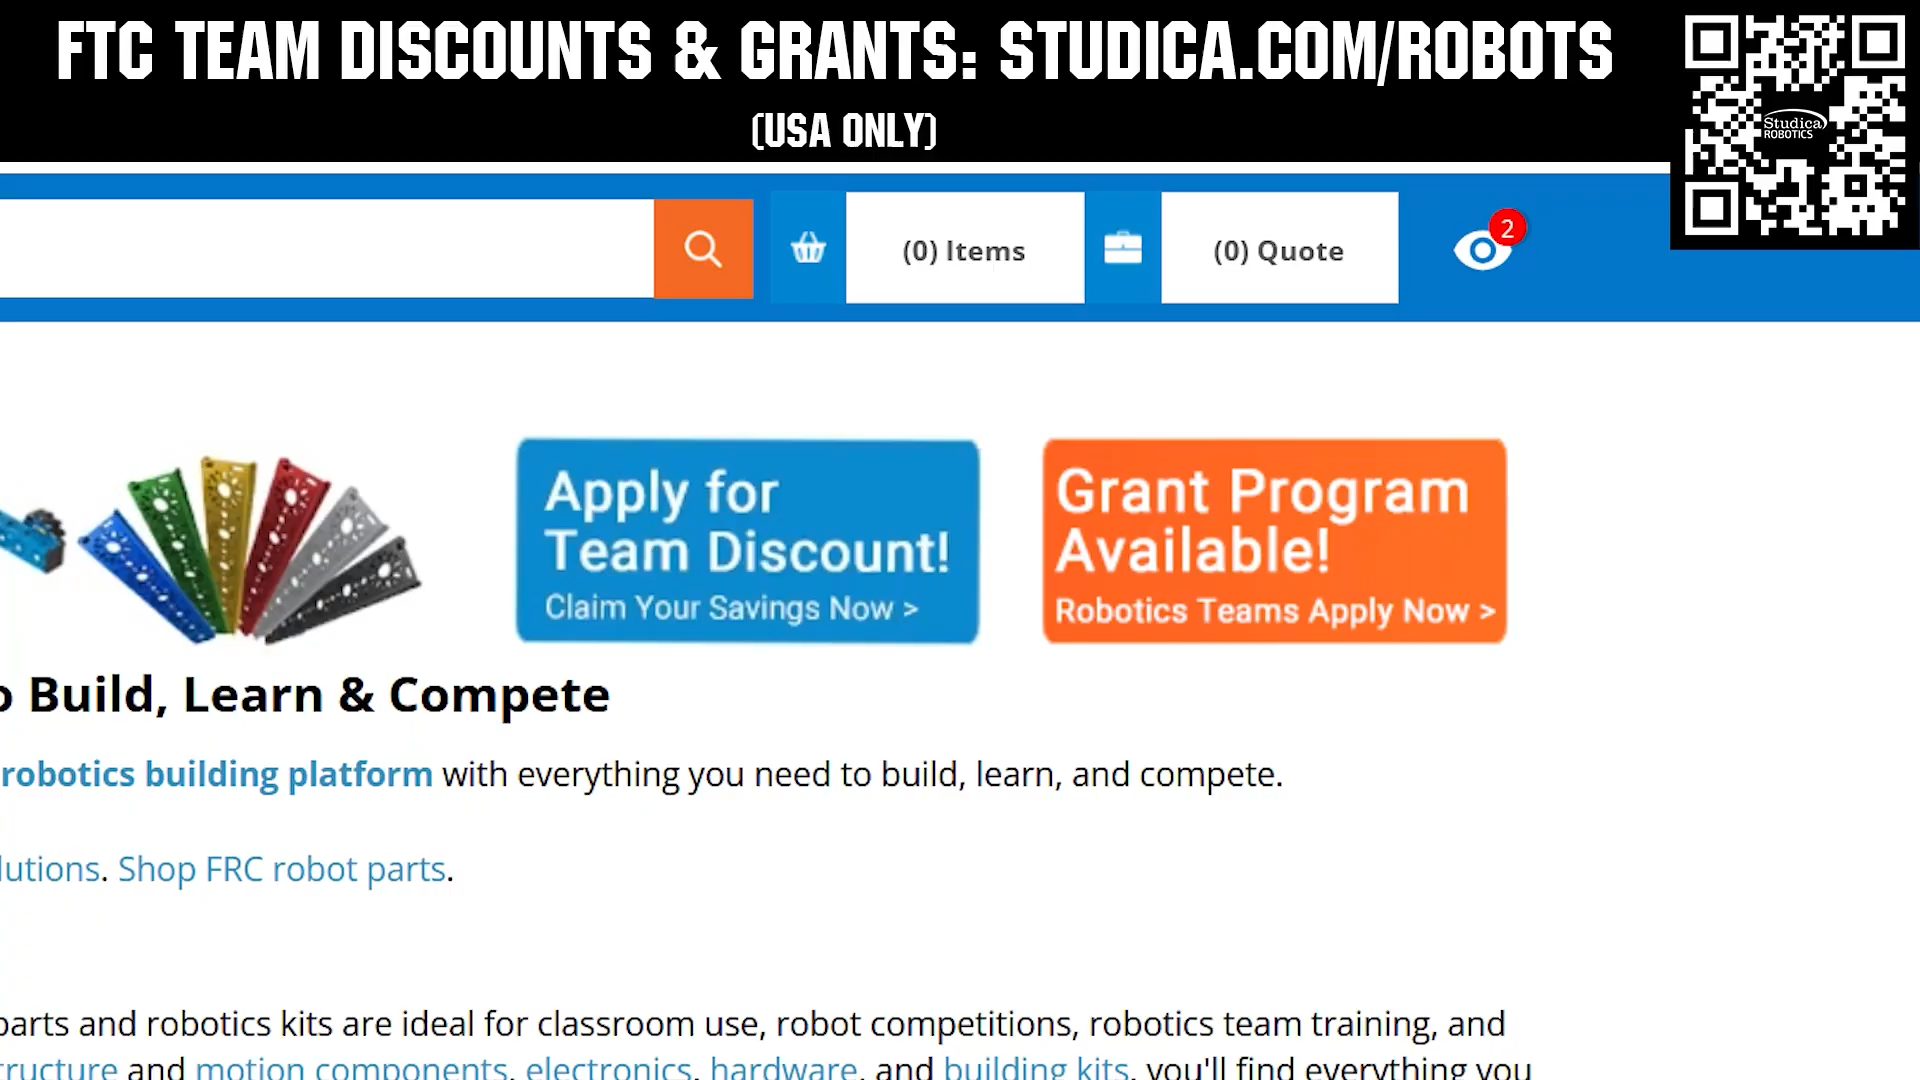 FTC TEAM DISCOUNTS & GRANTS: STUDICA.COM/ROBOTS
(USA ONLY)
Studica
ROBOTICS
(0) Items
(0) Quote
2
Apply for
Team Discount!
Claim Your Savings Now >
Grant Program
Available!
Robotics Teams Apply Now >
Build, Learn & Compete
robotics building platform with everything you need to build, learn, and compete.
lutions. Shop FRC robot parts.
parts and robotics kits are ideal for classroom use, robot competitions, robotics team training, and
tructure and motion components, electronics, hardware, and building kits, you'll find everything you